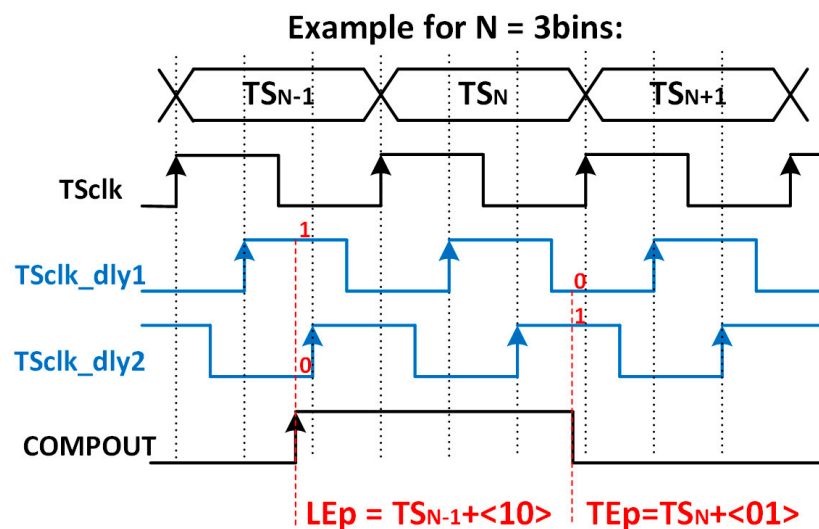 Example for N = 3bins:
TSN-1 TSN TSN+1
TSclk
TSclk_dly1 1 0
TSclk_dly2 0 1
COMPOUT
LEp = TSN-1+<10> TEp=TSN+<01>